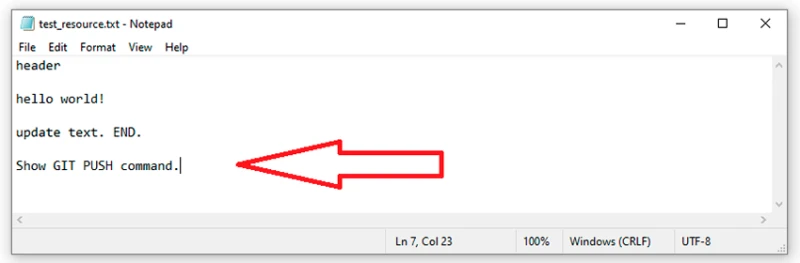 test_resource.txt - Notepad
File Edit Format View Help
header
hello world!
update text. END.
Show GIT PUSH command.
Ln 7, Col 23 100% Windows (CRLF) UTF-8